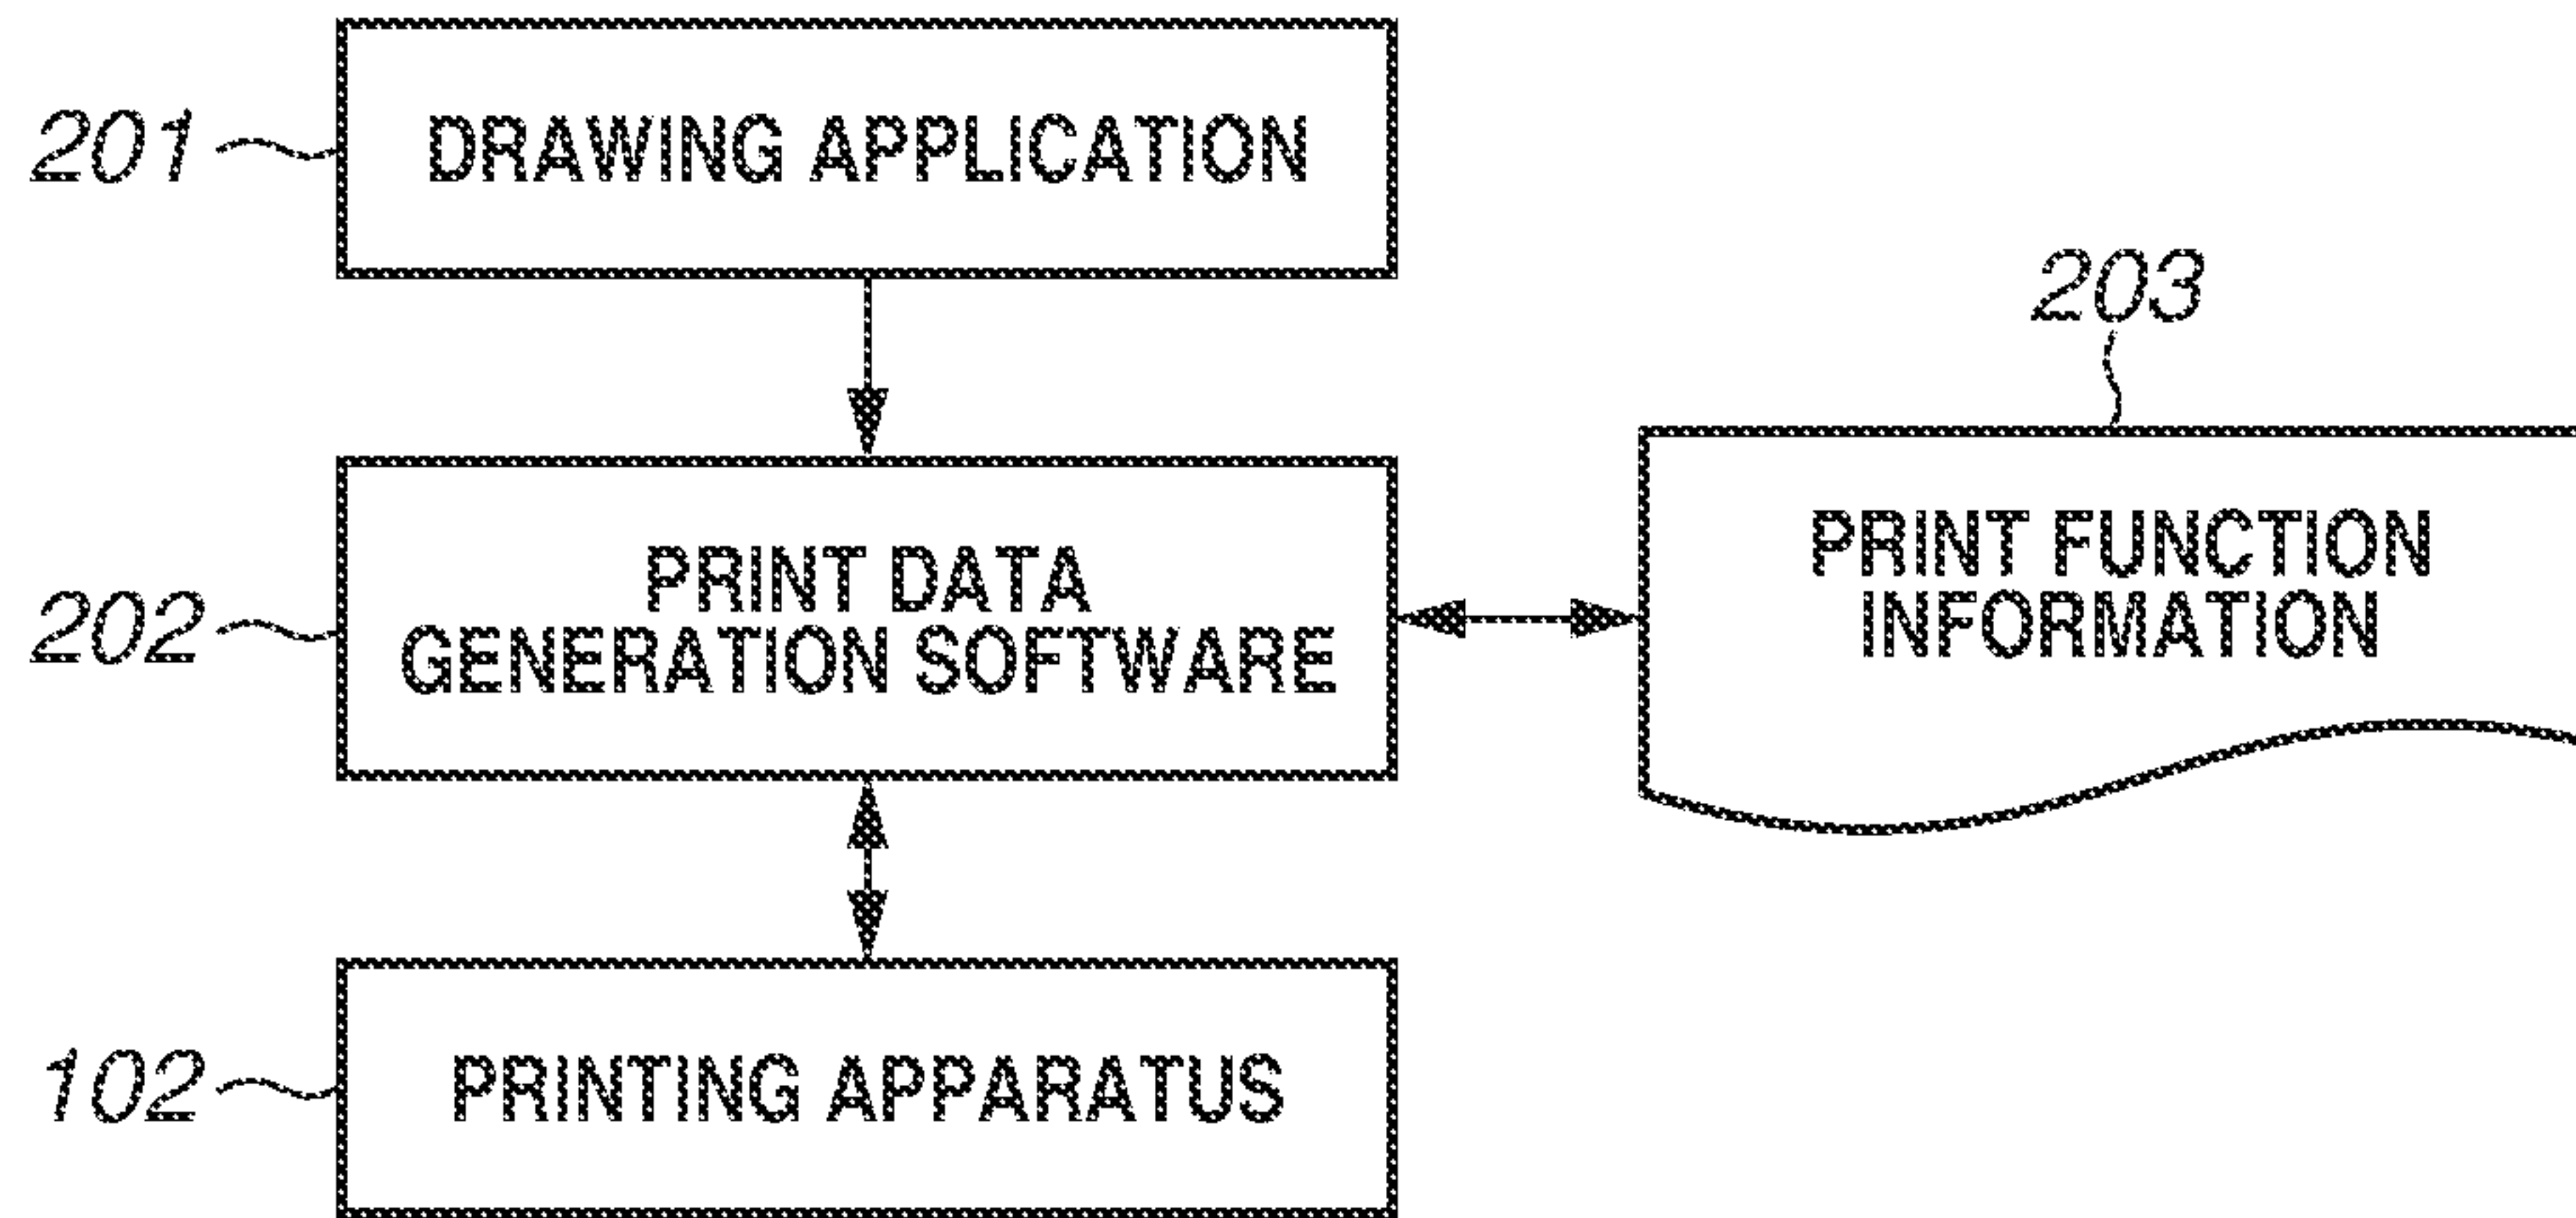 201
DRAWING APPLICATION
203
202
PRINT DATA
GENERATION SOFTWARE
PRINT FUNCTION
INFORMATION
102
PRINTING APPARATUS